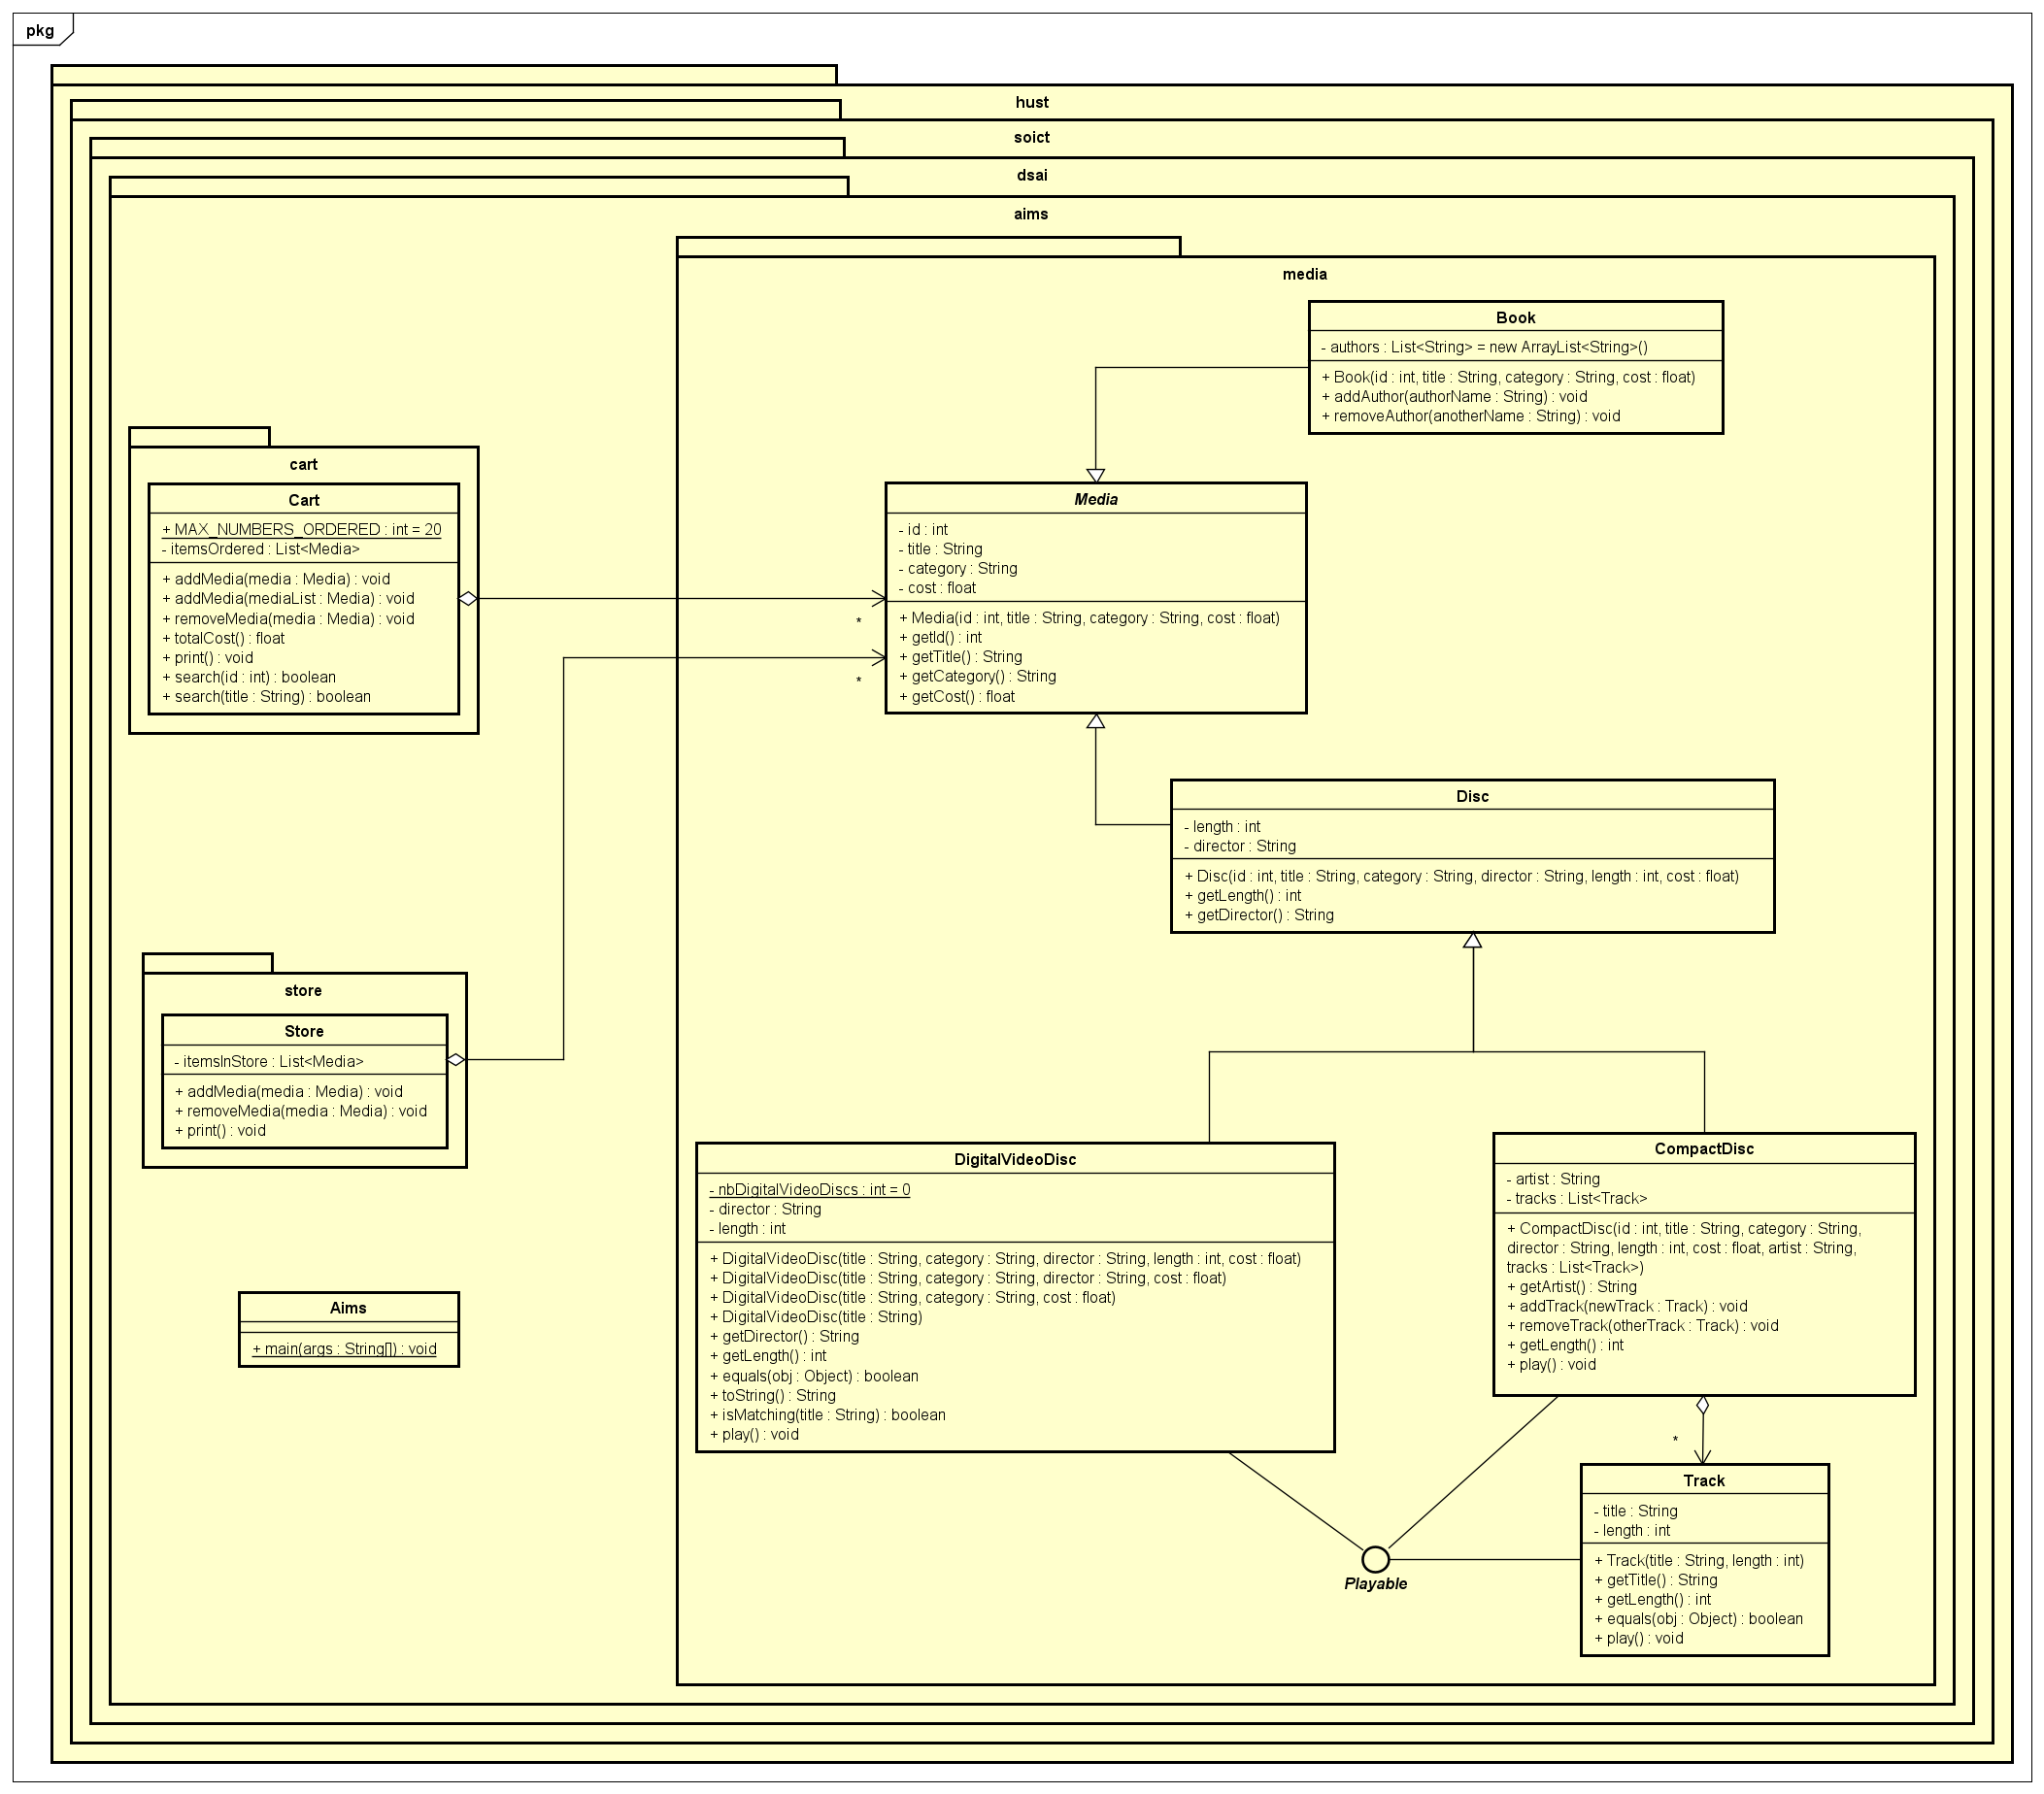 pkg
hust
soict
dsai
aims
media
Book
- authors : List<String> = new ArrayList<String>()
+ Book(id : int, title : String, category : String, cost : float)
+ addAuthor(authorName : String) : void
+ removeAuthor(anotherName : String) : void
cart
Cart
+ MAX_NUMBERS_ORDERED : int = 20
- itemsOrdered : List<Media>
+ addMedia(media : Media) : void
+ addMedia(mediaList : Media) : void
+ removeMedia(media : Media) : void
+ totalCost() : float
+ print() : void
+ search(id : int) : boolean
+ search(title : String) : boolean
*
*
Media
- id : int
- title : String
- category : String
- cost : float
+ Media(id : int, title : String, category : String, cost : float)
+ getId() : int
+ getTitle() : String
+ getCategory() : String
+ getCost() : float
Disc
- length : int
- director : String
+ Disc(id : int, title : String, category : String, director : String, length : int, cost : float)
+ getLength() : int
+ getDirector() : String
store
Store
- itemsInStore : List<Media>
+ addMedia(media : Media) : void
+ removeMedia(media : Media) : void
+ print() : void
Aims
+ main(args : String[]) : void
DigitalVideoDisc
- nbDigitalVideoDiscs : int = 0
- director : String
- length : int
+ DigitalVideoDisc(title : String, category : String, director : String, length : int, cost : float)
+ DigitalVideoDisc(title : String, category : String, director : String, cost : float)
+ DigitalVideoDisc(title : String, category : String, cost : float)
+ DigitalVideoDisc(title : String)
+ getDirector() : String
+ getLength() : int
+ equals(obj : Object) : boolean
+ toString() : String
+ isMatching(title : String) : boolean
+ play() : void
CompactDisc
- artist : String
- tracks : List<Track>
+ CompactDisc(id : int, title : String, category : String,
director : String, length : int, cost : float, artist : String,
tracks : List<Track>)
+ getArtist() : String
+ addTrack(newTrack : Track) : void
+ removeTrack(otherTrack : Track) : void
+ getLength() : int
+ play() : void
*
Track
- title : String
- length : int
+ Track(title : String, length : int)
+ getTitle() : String
+ getLength() : int
+ equals(obj : Object) : boolean
+ play() : void
Playable